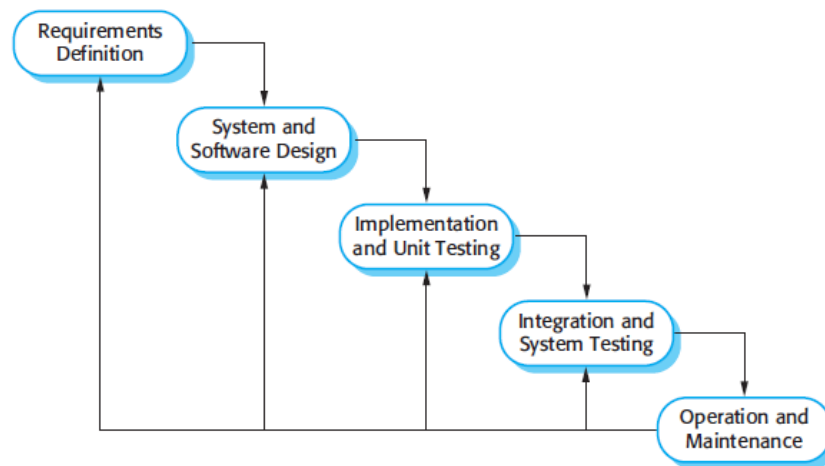 Requirements
Definition
System and
Software Design
Implementation
and Unit Testing
Integration and
System Testing
Operation and
Maintenance